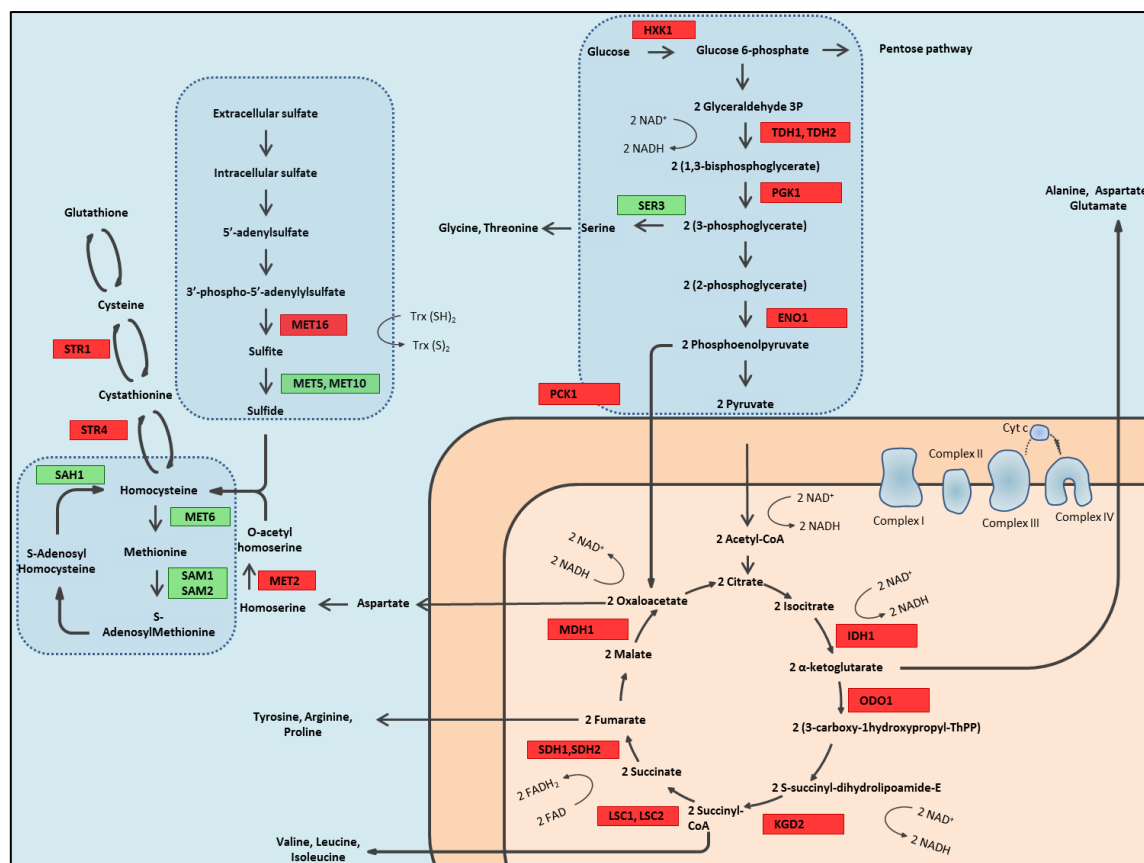 HXK1
Glucose
Glucose 6-phosphate
Pentose pathway
2 Glyceraldehyde 3P
2 NAD⁺
2 NADH
TDH1, TDH2
2 (1,3-bisphosphoglycerate)
PGK1
SER3
Glycine, Threonine
Serine
2 (3-phosphoglycerate)
2 (2-phosphoglycerate)
ENO1
2 Phosphoenolpyruvate
PCK1
2 Pyruvate
Alanine, Aspartate
Glutamate
Extracellular sulfate
Intracellular sulfate
5’-adenylsulfate
3’-phospho-5’-adenylylsulfate
MET16
Trx (SH)₂
Trx (S)₂
Sulfite
MET5, MET10
Sulfide
Glutathione
Cysteine
STR1
Cystathionine
STR4
SAH1
Homocysteine
MET6
Methionine
S-Adenosyl
Homocysteine
SAM1
SAM2
S-
AdenosylMethionine
O-acetyl
homoserine
MET2
Homoserine
Aspartate
Cyt c
Complex II
Complex I
Complex III
Complex IV
2 NAD⁺
2 NADH
2 Acetyl-CoA
2 NAD⁺
2 NADH
2 Citrate
2 Oxaloacetate
2 Isocitrate
2 NAD⁺
2 NADH
MDH1
IDH1
2 Malate
2 α-ketoglutarate
ODO1
Tyrosine, Arginine,
Proline
2 Fumarate
2 (3-carboxy-1hydroxypropyl-ThPP)
SDH1,SDH2
2 Succinate
2 FADH₂
2 FAD
2 S-succinyl-dihydrolipoamide-E
LSC1, LSC2
2 Succinyl-
CoA
KGD2
2 NAD⁺
2 NADH
Valine, Leucine,
Isoleucine